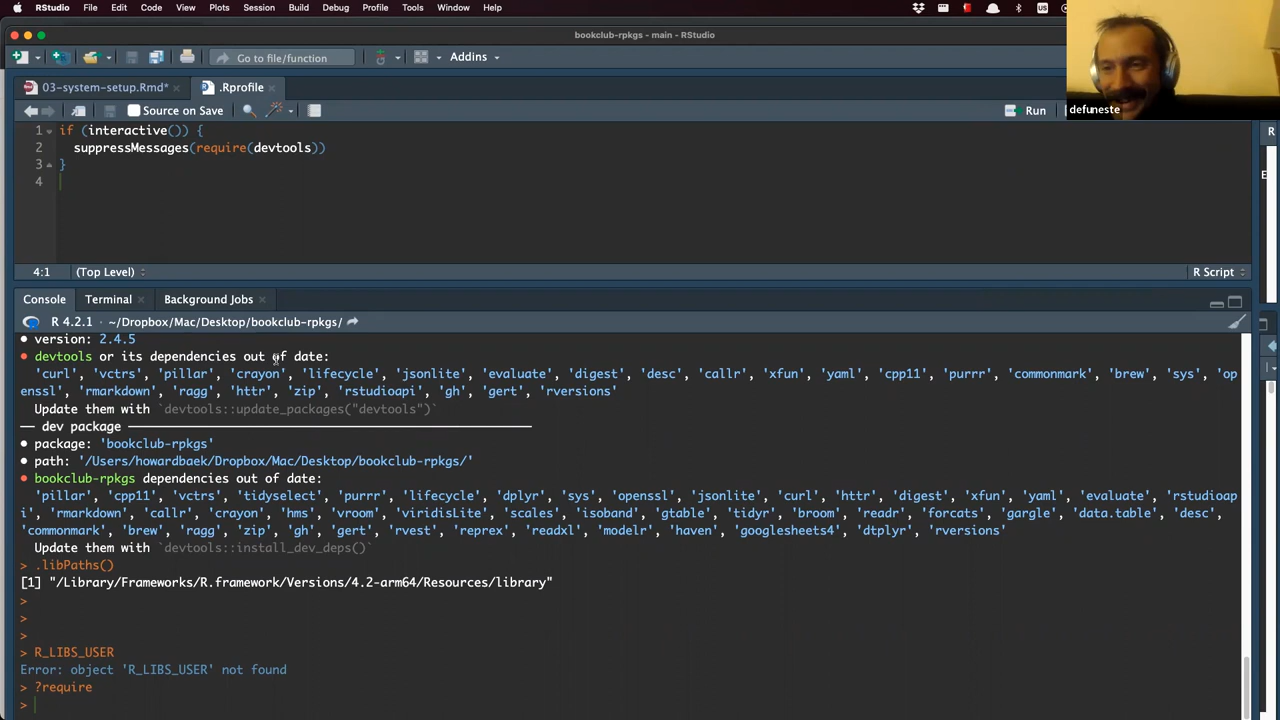 RStudio File Edit Code View Plots Session Build Debug Profile Tools Window Help US
bookclub-rpkgs - main - RStudio
Go to file/function Addins
03-system-setup.Rmd* .Rprofile
Source on Save Run
defuneste
1 if (interactive()) {
2 suppressMessages(require(devtools))
3 }
4
4:1 (Top Level) R Script
Console Terminal Background Jobs
R 4.2.1 · ~/Dropbox/Mac/Desktop/bookclub-rpkgs/
● version: 2.4.5
● devtools or its dependencies out of date:
'curl', 'vctrs', 'pillar', 'crayon', 'lifecycle', 'jsonlite', 'evaluate', 'digest', 'desc', 'callr', 'xfun', 'yaml', 'cpp11', 'purrr', 'commonmark', 'brew', 'sys', 'op
enssl', 'rmarkdown', 'ragg', 'httr', 'zip', 'rstudioapi', 'gh', 'gert', 'rversions'
Update them with `devtools::update_packages("devtools")`
── dev package ──────────
● package: 'bookclub-rpkgs'
● path: '/Users/howardbaek/Dropbox/Mac/Desktop/bookclub-rpkgs/'
● bookclub-rpkgs dependencies out of date:
'pillar', 'cpp11', 'vctrs', 'tidyselect', 'purrr', 'lifecycle', 'dplyr', 'sys', 'openssl', 'jsonlite', 'curl', 'httr', 'digest', 'xfun', 'yaml', 'evaluate', 'rstudioap
i', 'rmarkdown', 'callr', 'crayon', 'hms', 'vroom', 'viridisLite', 'scales', 'isoband', 'gtable', 'tidyr', 'broom', 'readr', 'forcats', 'gargle', 'data.table', 'desc',
'commonmark', 'brew', 'ragg', 'zip', 'gh', 'gert', 'rvest', 'reprex', 'readxl', 'modelr', 'haven', 'googlesheets4', 'dtplyr', 'rversions'
Update them with `devtools::install_dev_deps()`
> .libPaths()
[1] "/Library/Frameworks/R.framework/Versions/4.2-arm64/Resources/library"
>
>
>
> R_LIBS_USER
Error: object 'R_LIBS_USER' not found
> ?require
>